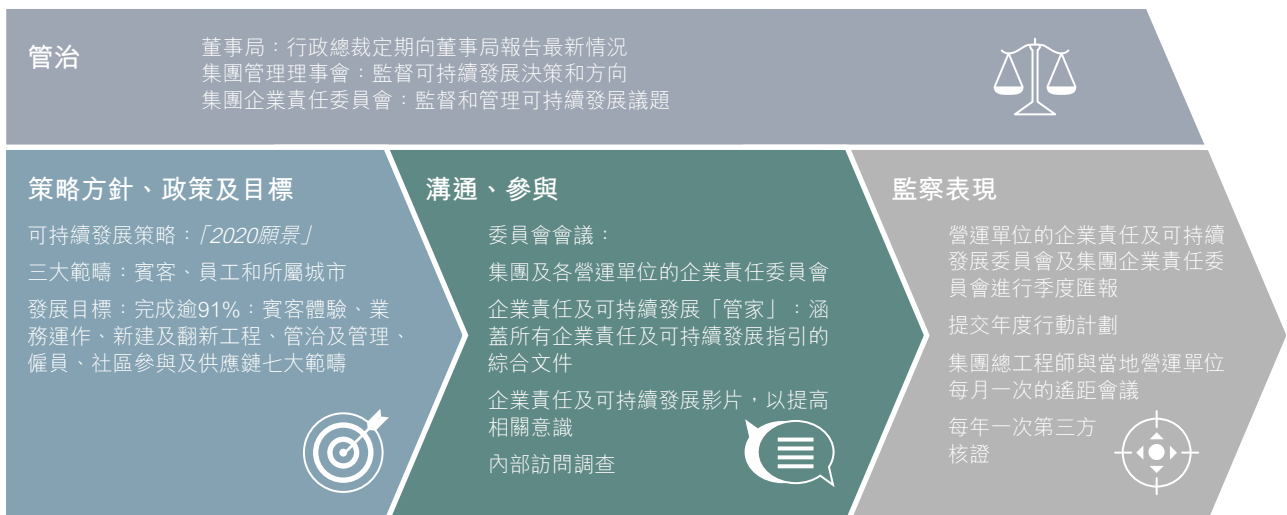 管治
董事局：行政總裁定期向董事局報告最新情況
集團管理理事會：監督可持續發展決策和方向
集團企業責任委員會：監督和管理可持續發展議題
策略方針、政策及目標
可持續發展策略：「2020願景」
三大範疇：賓客、員工和所屬城市
發展目標：完成逾91%：賓客體驗、業
務運作、新建及翻新工程、管治及管理、
僱員、社區參與及供應鏈七大範疇
溝通、參與
委員會會議：
集團及各營運單位的企業責任委員會
企業責任及可持續發展「管家」：涵
蓋所有企業責任及可持續發展指引的
綜合文件
企業責任及可持續發展影片，以提高
相關意識
內部訪問調查
監察表現
營運單位的企業責任及可持續
發展委員會及集團企業責任委
員會進行季度匯報
提交年度行動計劃
集團總工程師與當地營運單位
每月一次的遙距會議
每年一次第三方
核證